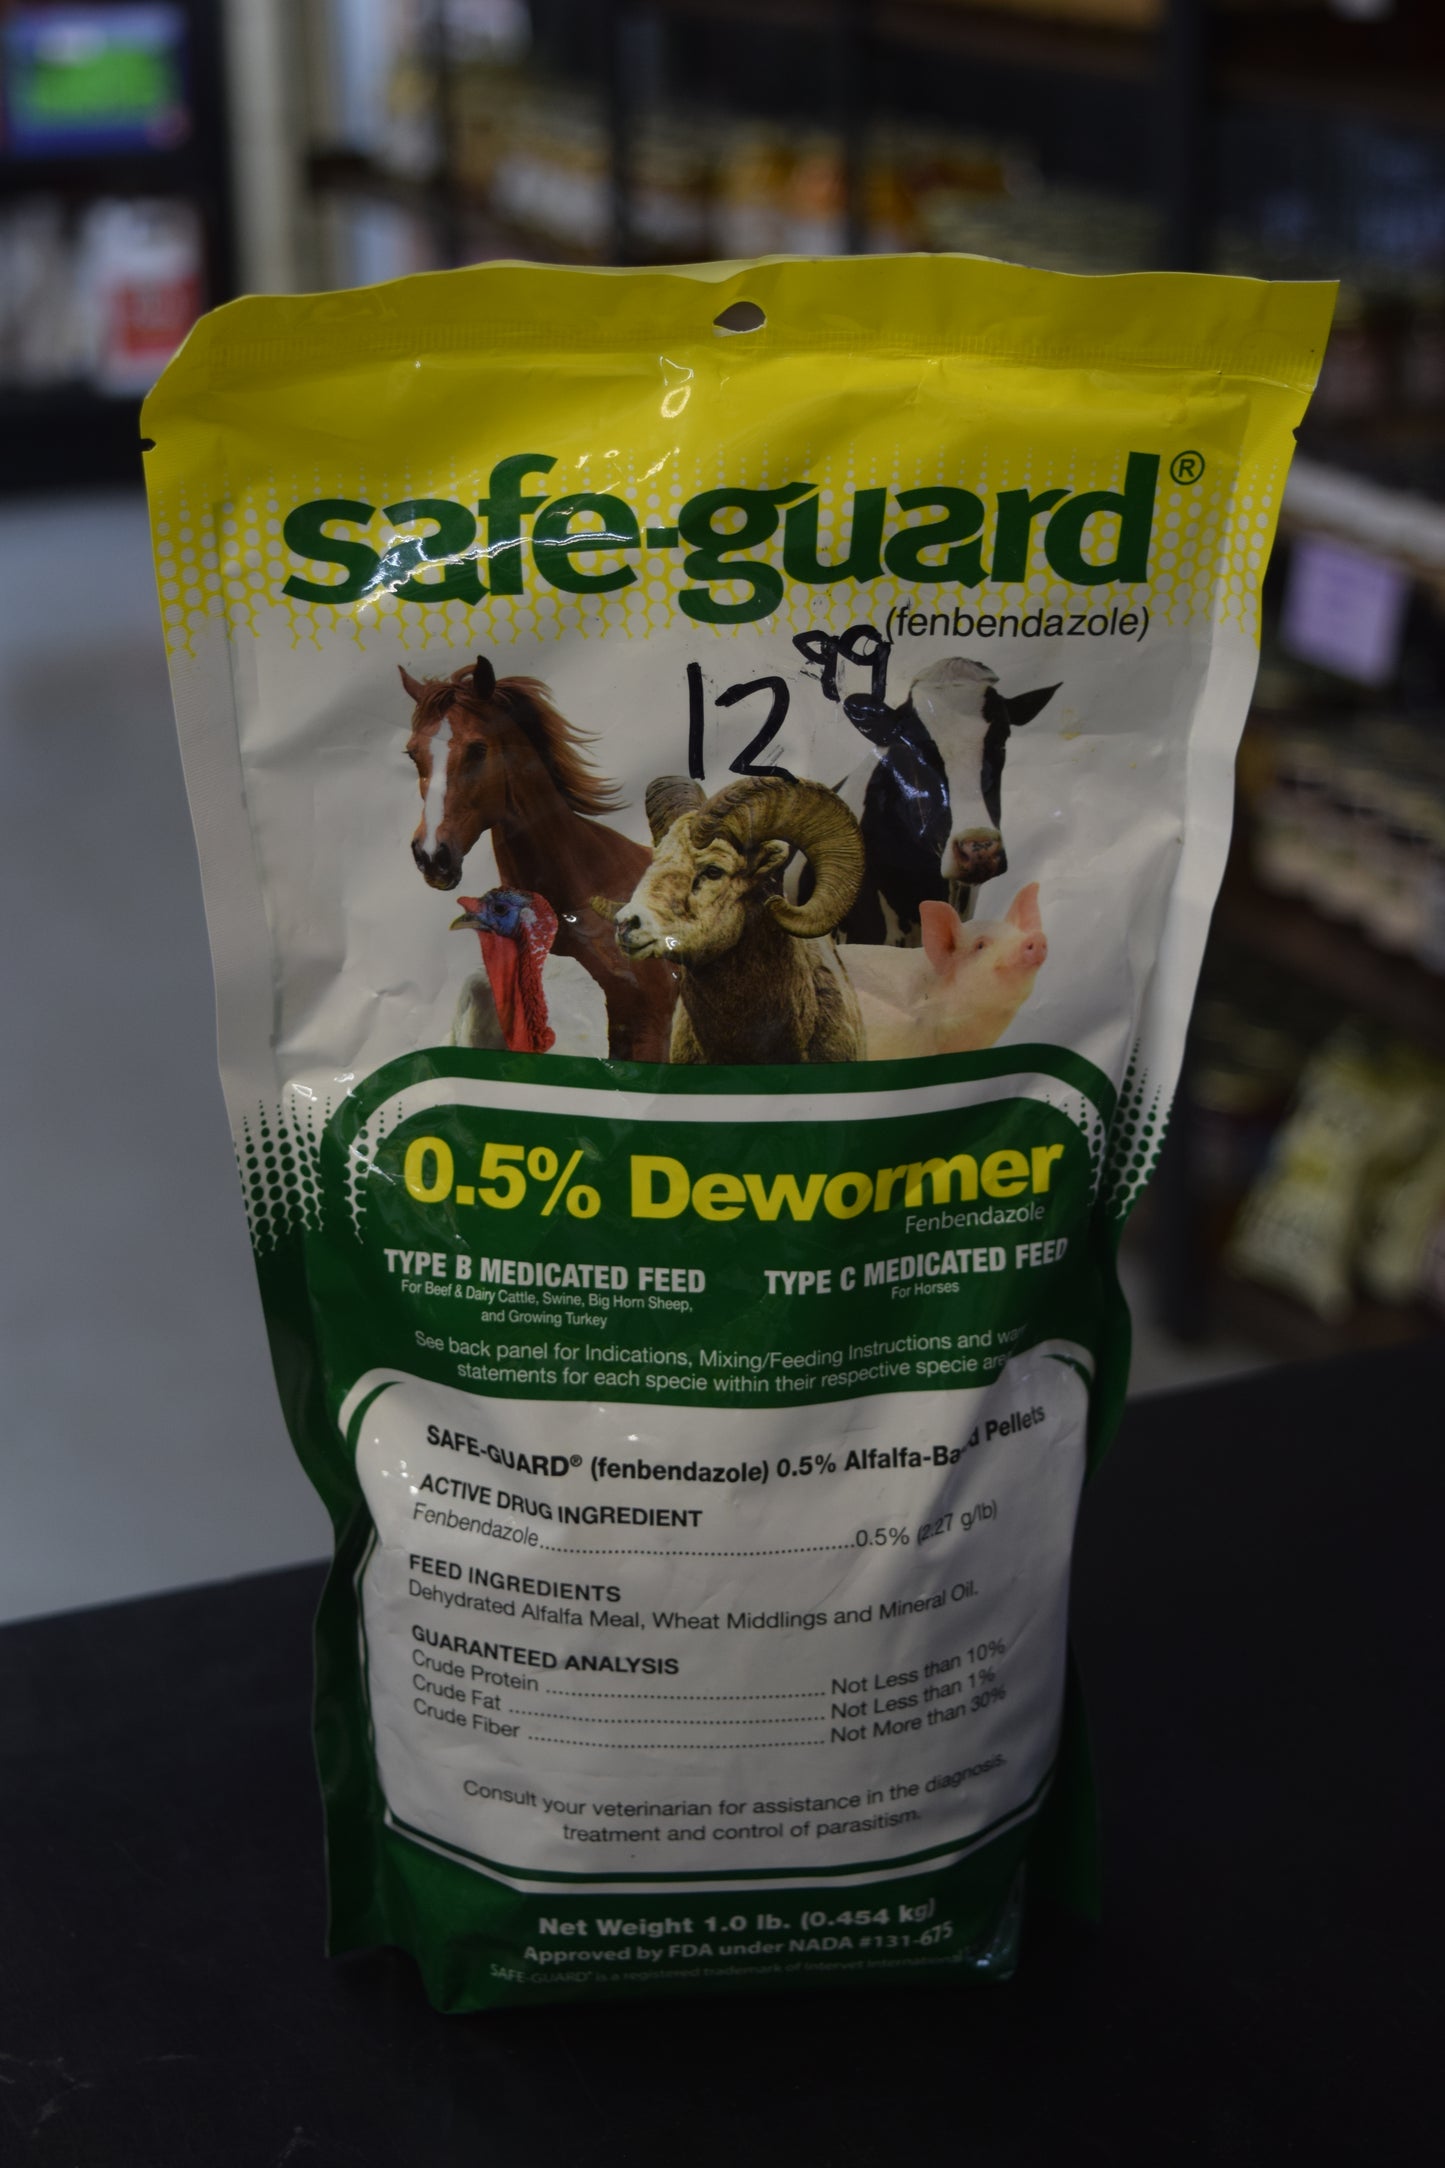 safe-guard®
(fenbendazole)
12 99
0.5% Dewormer
Fenbendazole
TYPE B MEDICATED FEED
For Beef & Dairy Cattle, Swine, Big Horn Sheep,
and Growing Turkey
TYPE C MEDICATED FEED
For Horses
See back panel for Indications, Mixing/Feeding Instructions and
statements for each specie within their respective specie
SAFE-GUARD® (fenbendazole) 0.5% Alfalfa-Ba d Pellets
ACTIVE DRUG INGREDIENT
Fenbendazole 0.5% (2.27 g/lb)
FEED INGREDIENTS
Dehydrated Alfalfa Meal, Wheat Middlings and Mineral Oil.
GUARANTEED ANALYSIS
Crude Protein Not Less than 10%
Crude Fat Not Less than 1%
Crude Fiber Not More than 30%
Consult your veterinarian for assistance in the diagnosis,
treatment and control of parasitism.
Net Weight 1.0 lb. (0.454 kg)
Approved by FDA under NADA #131-675
SAFE-GUARD® is a registered trademark of Intervet International